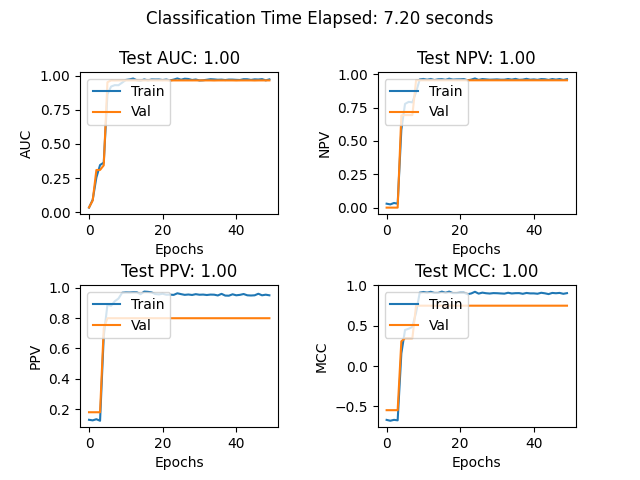 Classification Time Elapsed: 7.20 seconds
Test AUC: 1.00
1.00
0.75
0.50
0.25
0.00
AUC
Train
Val
0
20
40
Epochs
Test NPV: 1.00
1.00
0.75
0.50
0.25
0.00
NPV
Train
Val
0
20
40
Epochs
Test PPV: 1.00
1.0
0.8
0.6
0.4
0.2
PPV
Train
Val
0
20
40
Epochs
Test MCC: 1.00
1.0
0.5
0.0
−0.5
MCC
Train
Val
0
20
40
Epochs